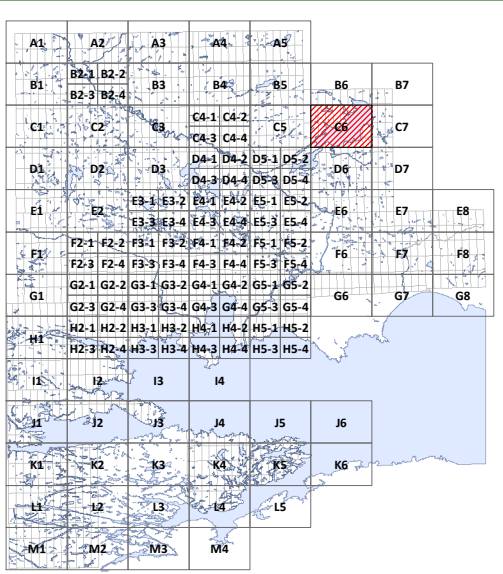 A1 A2 A3 A4 A5
B2-1 B2-2
B1 B3 B4 B5 B6 B7
B2-3 B2-4
C4-1 C4-2
C1 C2 C3 C5 C6 C7
C4-3 C4-4
D4-1 D4-2 D5-1 D5-2
D1 D2 D3 D6 D7
D4-3 D4-4 D5-3 D5-4
E3-1 E3-2 E4-1 E4-2 E5-1 E5-2
E1 E2 E6 E7 E8
E3-3 E3-4 E4-3 E4-4 E5-3 E5-4
F2-1 F2-2 F3-1 F3-2 F4-1 F4-2 F5-1 F5-2
F1 F6 F7 F8
F2-3 F2-4 F3-3 F3-4 F4-3 F4-4 F5-3 F5-4
G2-1 G2-2 G3-1 G3-2 G4-1 G4-2 G5-1 G5-2
G1 G6 G7 G8
G2-3 G2-4 G3-3 G3-4 G4-3 G4-4 G5-3 G5-4
H2-1 H2-2 H3-1 H3-2 H4-1 H4-2 H5-1 H5-2
H1
H2-3 H2-4 H3-3 H3-4 H4-3 H4-4 H5-3 H5-4
I1 I2 I3 I4
J1 J2 J3 J4 J5 J6
K1 K2 K3 K4 K5 K6
L1 L2 L3 L4 L5
M1 M2 M3 M4